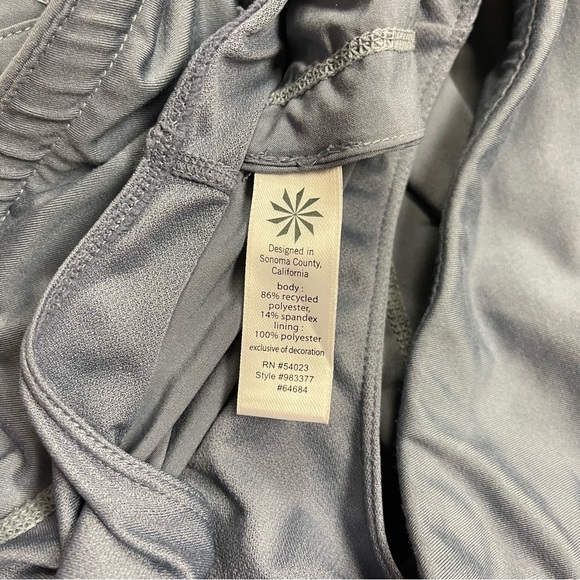 Designed in
Sonoma County,
California
body :
86% recycled
polyester,
14% spandex
lining :
100% polyester
exclusive of decoration
RN #54023
Style #983377
#64684